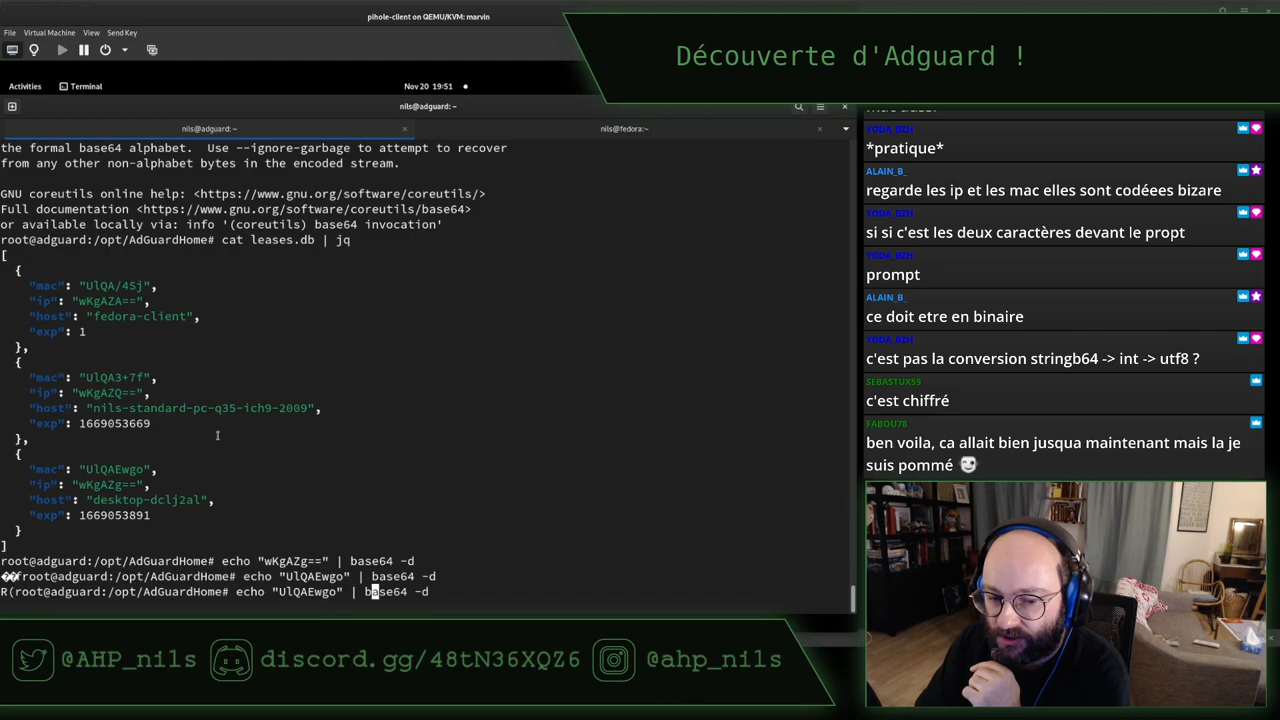 pihole-client on QEMU/KVM: marvin
File Virtual Machine View Send Key
Découverte d'Adguard !
Activities Terminal Nov 20 19:51
nils@adguard:~
nils@adguard: ~ nils@fedora:~
the formal base64 alphabet. Use --ignore-garbage to attempt to recover
from any other non-alphabet bytes in the encoded stream.
GNU coreutils online help: <https://www.gnu.org/software/coreutils/>
Full documentation <https://www.gnu.org/software/coreutils/base64>
or available locally via: info '(coreutils) base64 invocation'
root@adguard:/opt/AdGuardHome# cat leases.db | jq
[
{
"mac": "UlQA/4Sj",
"ip": "wKgAZA==",
"host": "fedora-client",
"exp": 1
},
{
"mac": "UlQA3+7f",
"ip": "wKgAZQ==",
"host": "nils-standard-pc-q35-ich9-2009",
"exp": 1669053669
},
{
"mac": "UlQAEwgo",
"ip": "wKgAZg==",
"host": "desktop-dclj2al",
"exp": 1669053891
}
]
root@adguard:/opt/AdGuardHome# echo "wKgAZg==" | base64 -d
��froot@adguard:/opt/AdGuardHome# echo "UlQAEwgo" | base64 -d
R(root@adguard:/opt/AdGuardHome# echo "UlQAEwgo" | base64 -d
YODA_BZH
*pratique*
ALAIN_B_
regarde les ip et les mac elles sont codéees bizare
YODA_BZH
si si c'est les deux caractères devant le propt
YODA_BZH
prompt
ALAIN_B_
ce doit etre en binaire
YODA_BZH
c'est pas la conversion stringb64 -> int -> utf8 ?
SEBASTUX59
c'est chiffré
FABOU78
ben voila, ca allait bien jusqua maintenant mais la je
suis pommé
@AHP_nils discord.gg/48tN36XQZ6 @ahp_nils